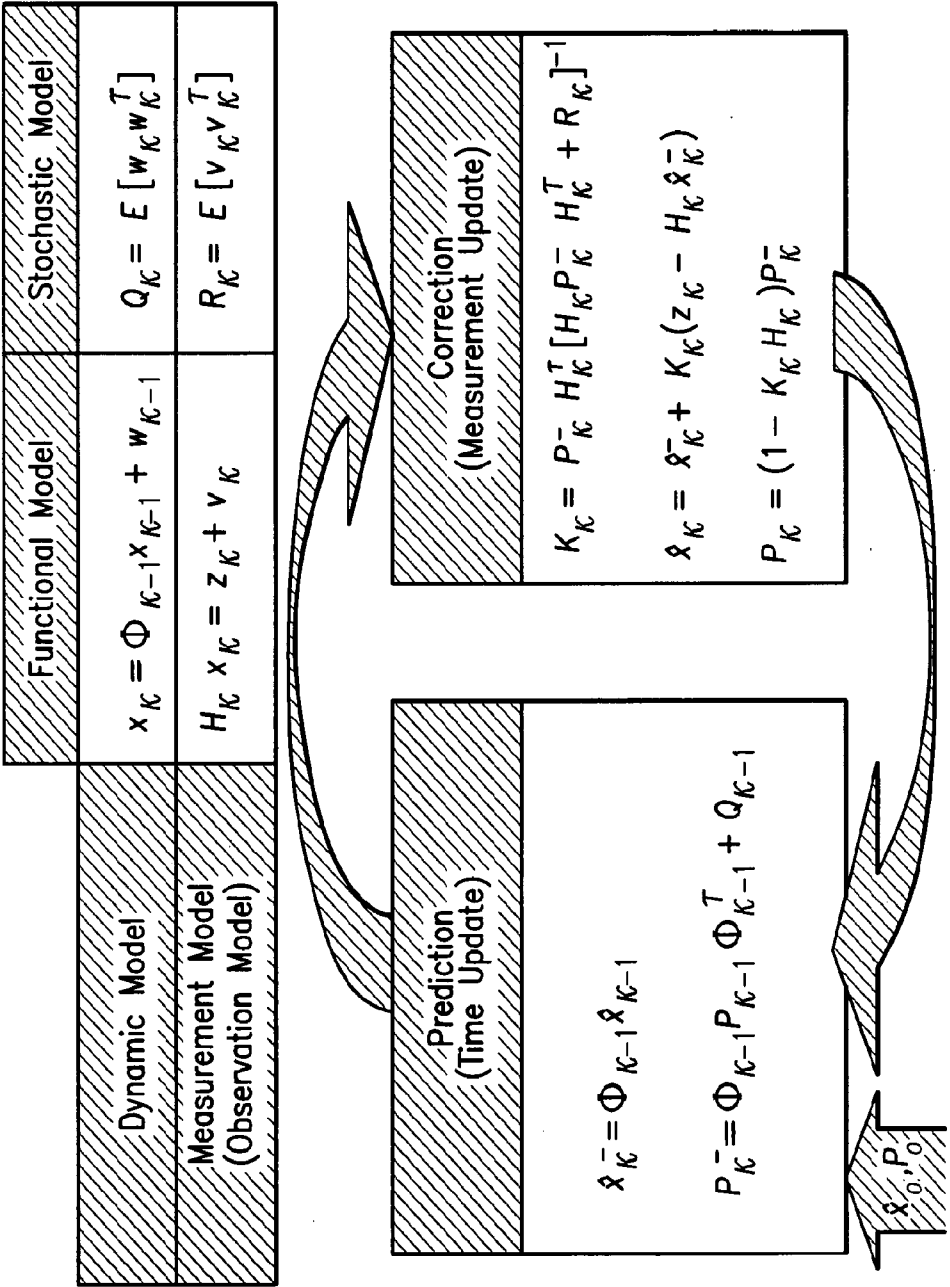 Functional Model
Stochastic Model
Dynamic Model
x_K = Φ_{K-1} x_{K-1} + w_{K-1}
Q_K = E [w_K w_K^T]
Measurement Model
(Observation Model)
H_K x_K = z_K + v_K
R_K = E [v_K v_K^T]
Prediction
(Time Update)
x̂_K^- = Φ_{K-1} x̂_{K-1}
P_K^- = Φ_{K-1} P_{K-1} Φ_{K-1}^T + Q_{K-1}
Correction
(Measurement Update)
K_K = P_K^- H_K^T [H_K P_K^- H_K^T + R_K]^{-1}
x̂_K = x̂_K^- + K_K (z_K - H_K x̂_K^-)
P_K = (1 - K_K H_K) P_K^-
x̂_0, P_0